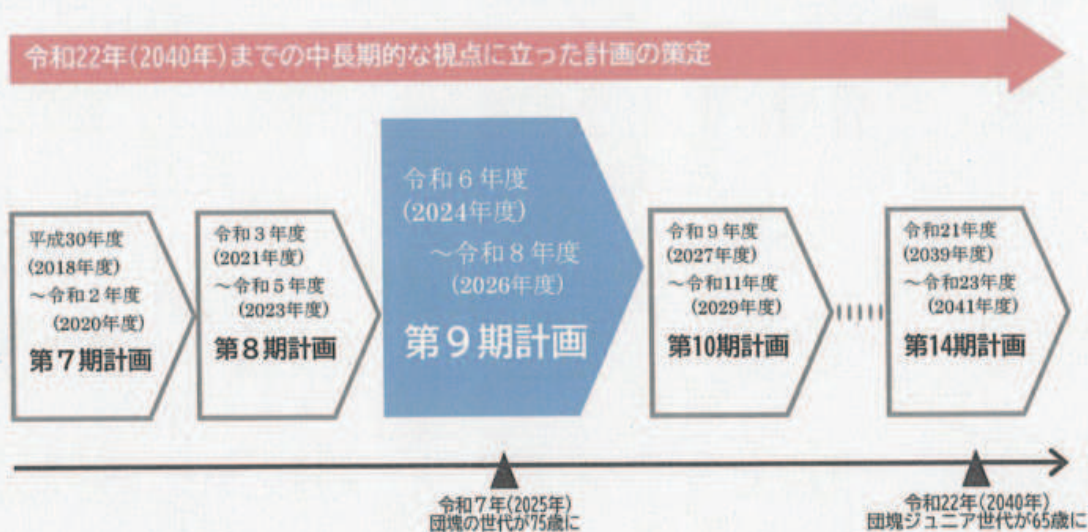 令和22年(2040年)までの中長期的な視点に立った計画の策定
平成30年度
(2018年度)
～令和2年度
(2020年度)
第7期計画
令和3年度
(2021年度)
～令和5年度
(2023年度)
第8期計画
令和6年度
(2024年度)
～令和8年度
(2026年度)
第9期計画
令和9年度
(2027年度)
～令和11年度
(2029年度)
第10期計画
令和21年度
(2039年度)
～令和23年度
(2041年度)
第14期計画
令和7年(2025年)
団塊の世代が75歳に
令和22年(2040年)
団塊ジュニア世代が65歳に